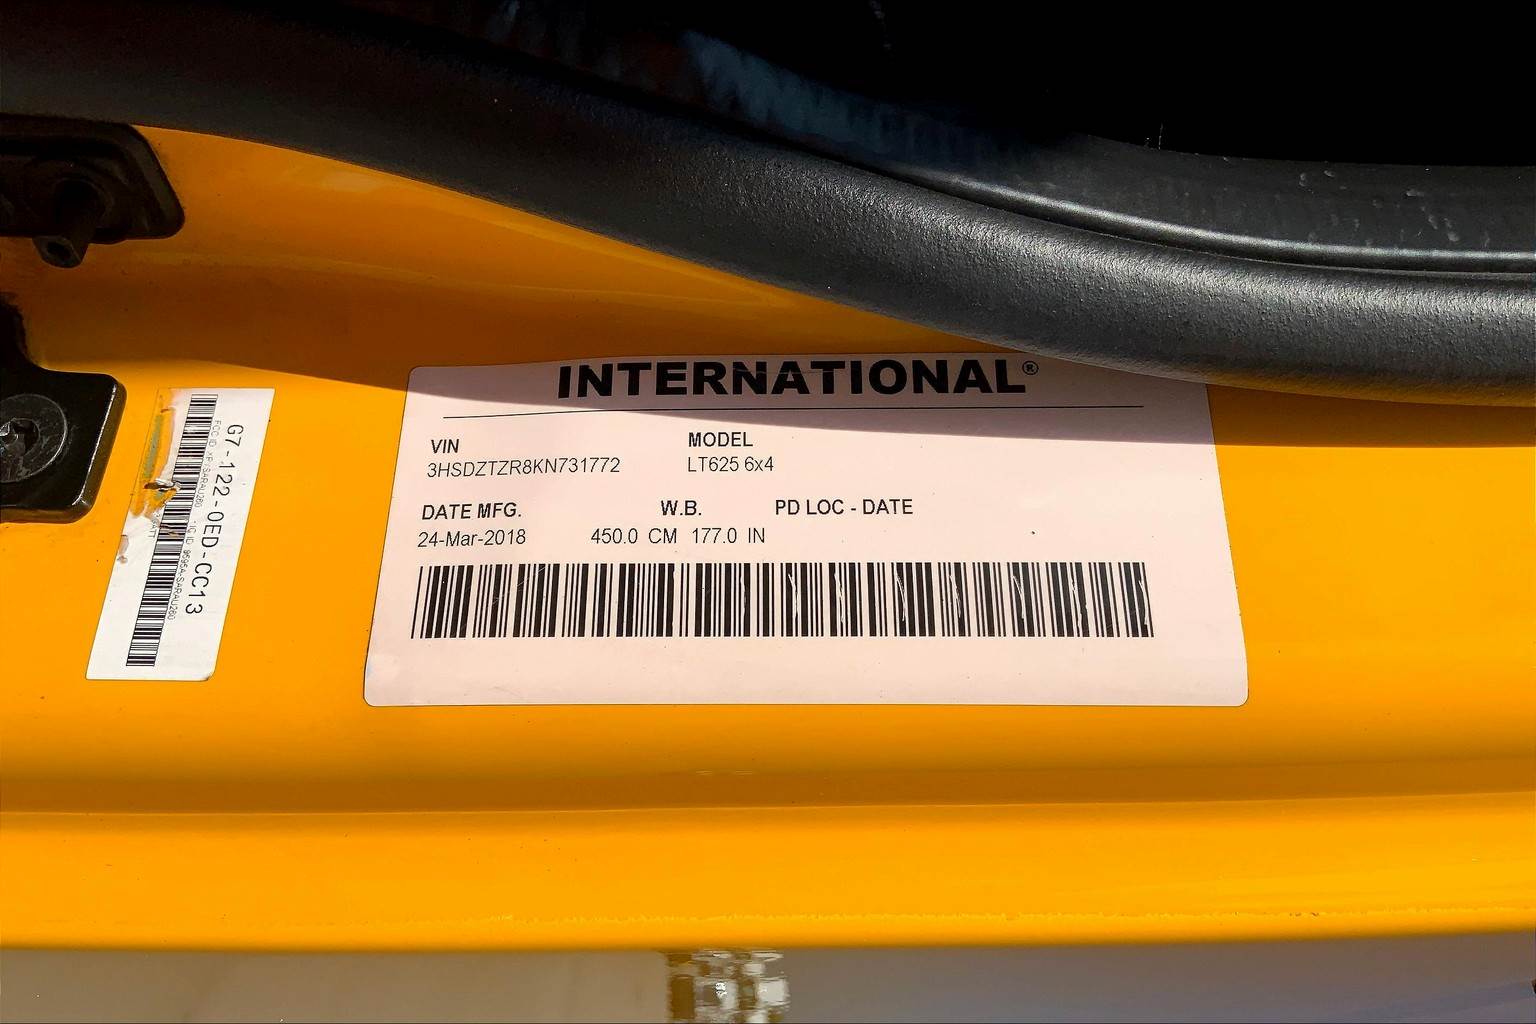 INTERNATIONAL®
VIN MODEL
3HSDZTZR8KN731772 LT625 6x4
DATE MFG. W.B. PD LOC - DATE
24-Mar-2018 450.0 CM 177.0 IN
G7-122-0ED-CC13